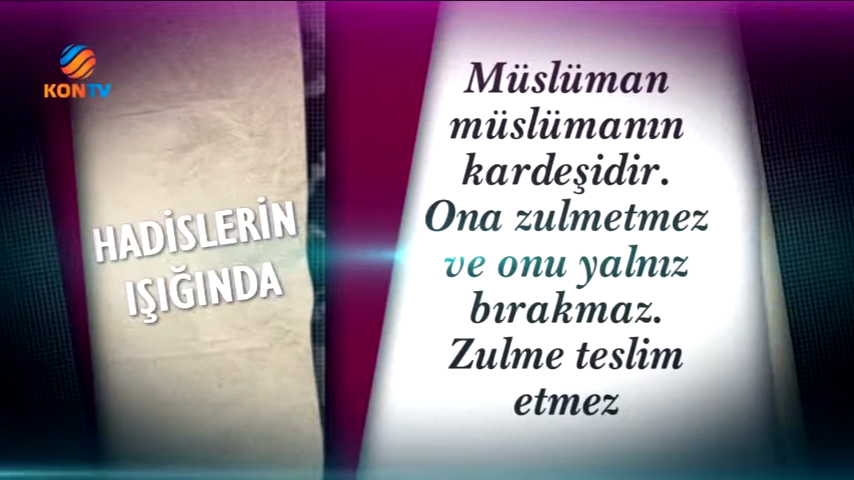 KONTV
HADİSLERİN
IŞIĞINDA
Müslüman
müslümanın
kardeşidir.
Ona zulmetmez
ve onu yalnız
bırakmaz.
Zulme teslim
etmez